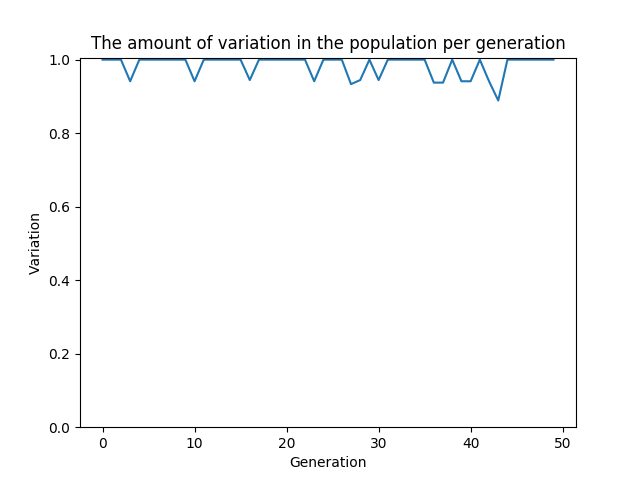 The amount of variation in the population per generation
1.0
0.8
0.6
0.4
0.2
0.0
Variation
0 10 20 30 40 50
Generation